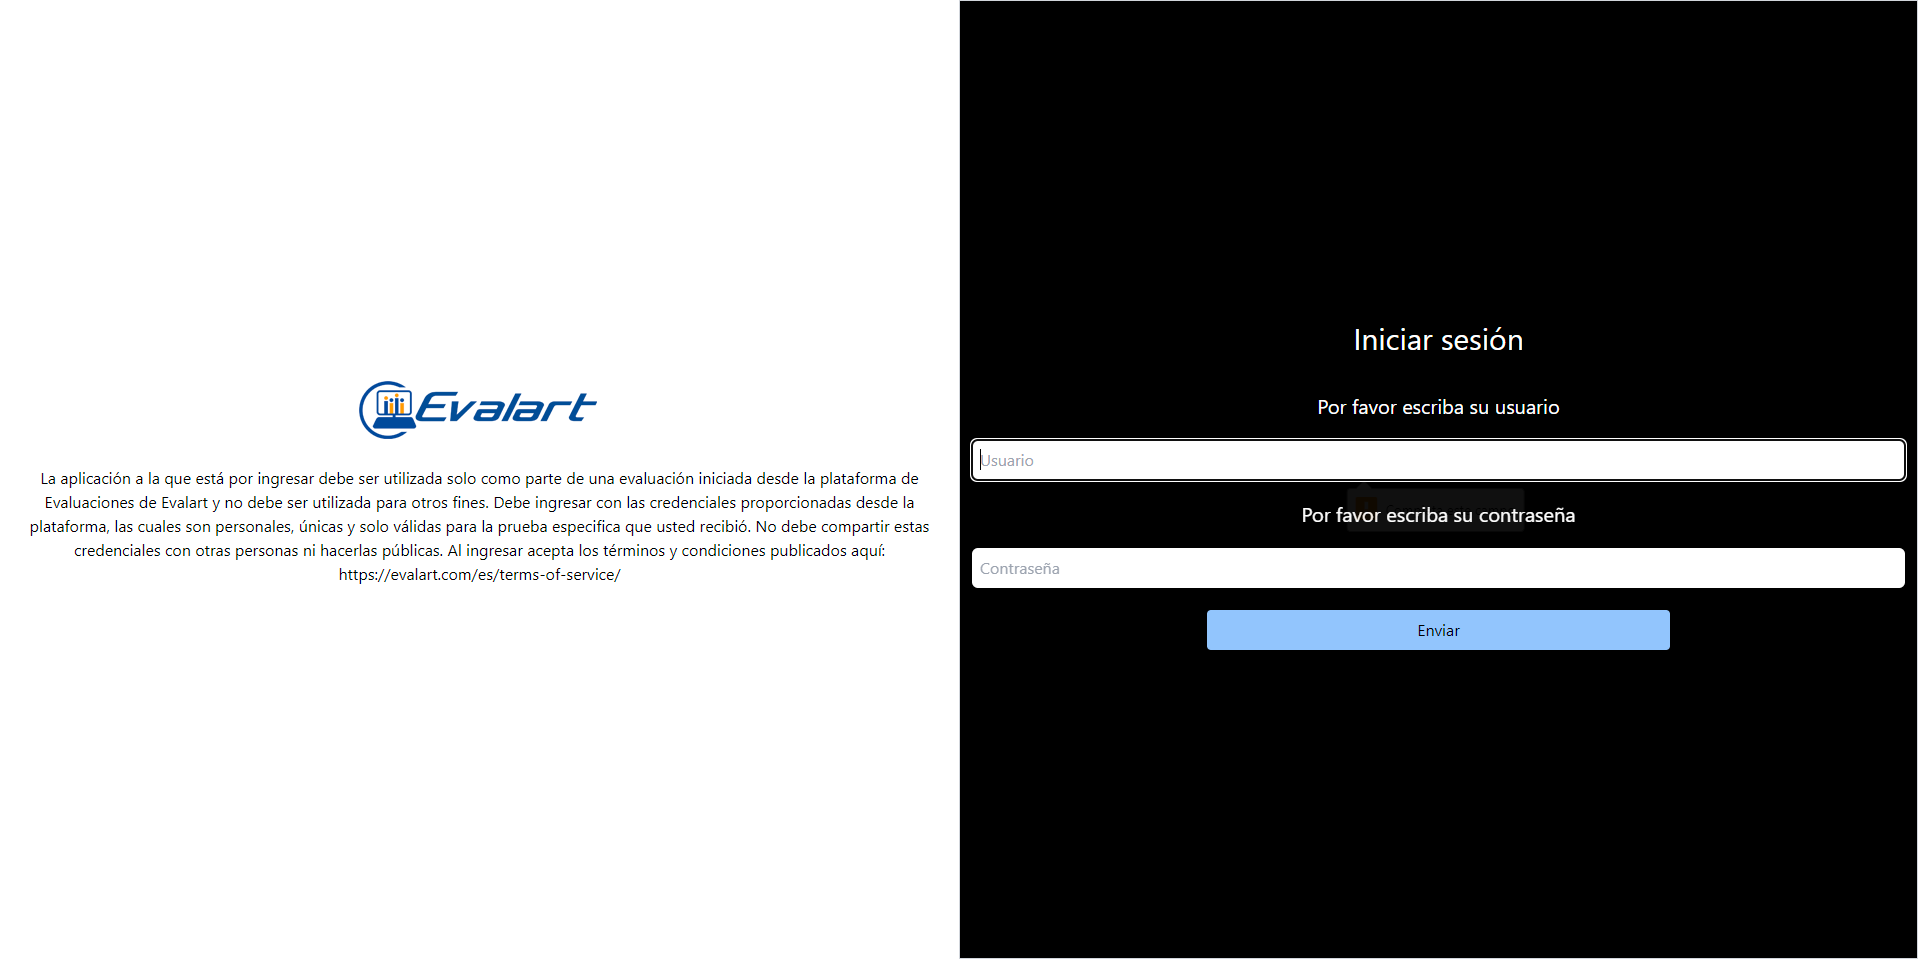 Evalart
La aplicación a la que está por ingresar debe ser utilizada solo como parte de una evaluación iniciada desde la plataforma de
Evaluaciones de Evalart y no debe ser utilizada para otros fines. Debe ingresar con las credenciales proporcionadas desde la
plataforma, las cuales son personales, únicas y solo válidas para la prueba especifica que usted recibió. No debe compartir estas
credenciales con otras personas ni hacerlas públicas. Al ingresar acepta los términos y condiciones publicados aquí:
https://evalart.com/es/terms-of-service/
Iniciar sesión
Por favor escriba su usuario
Usuario
Por favor escriba su contraseña
Contraseña
Enviar